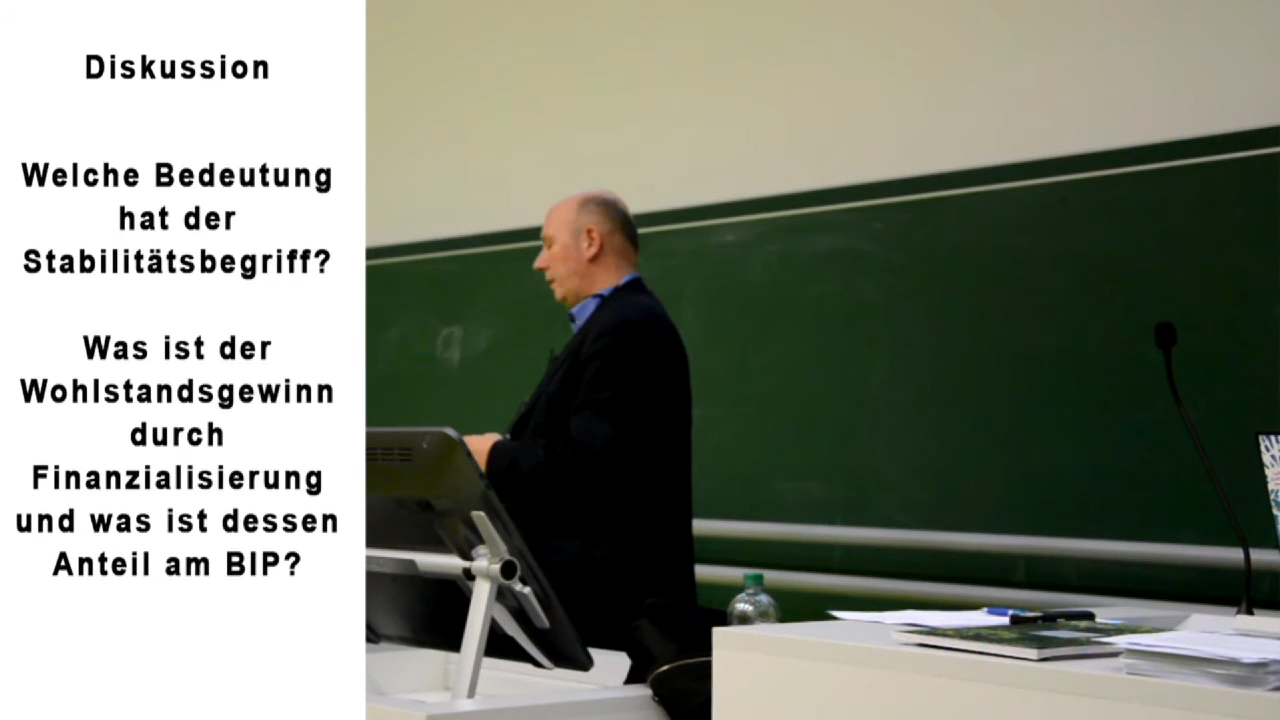 Diskussion
Welche Bedeutung
hat der
Stabilitätsbegriff?
Was ist der
Wohlstandsgewinn
durch
Finanzialisierung
und was ist dessen
Anteil am BIP?